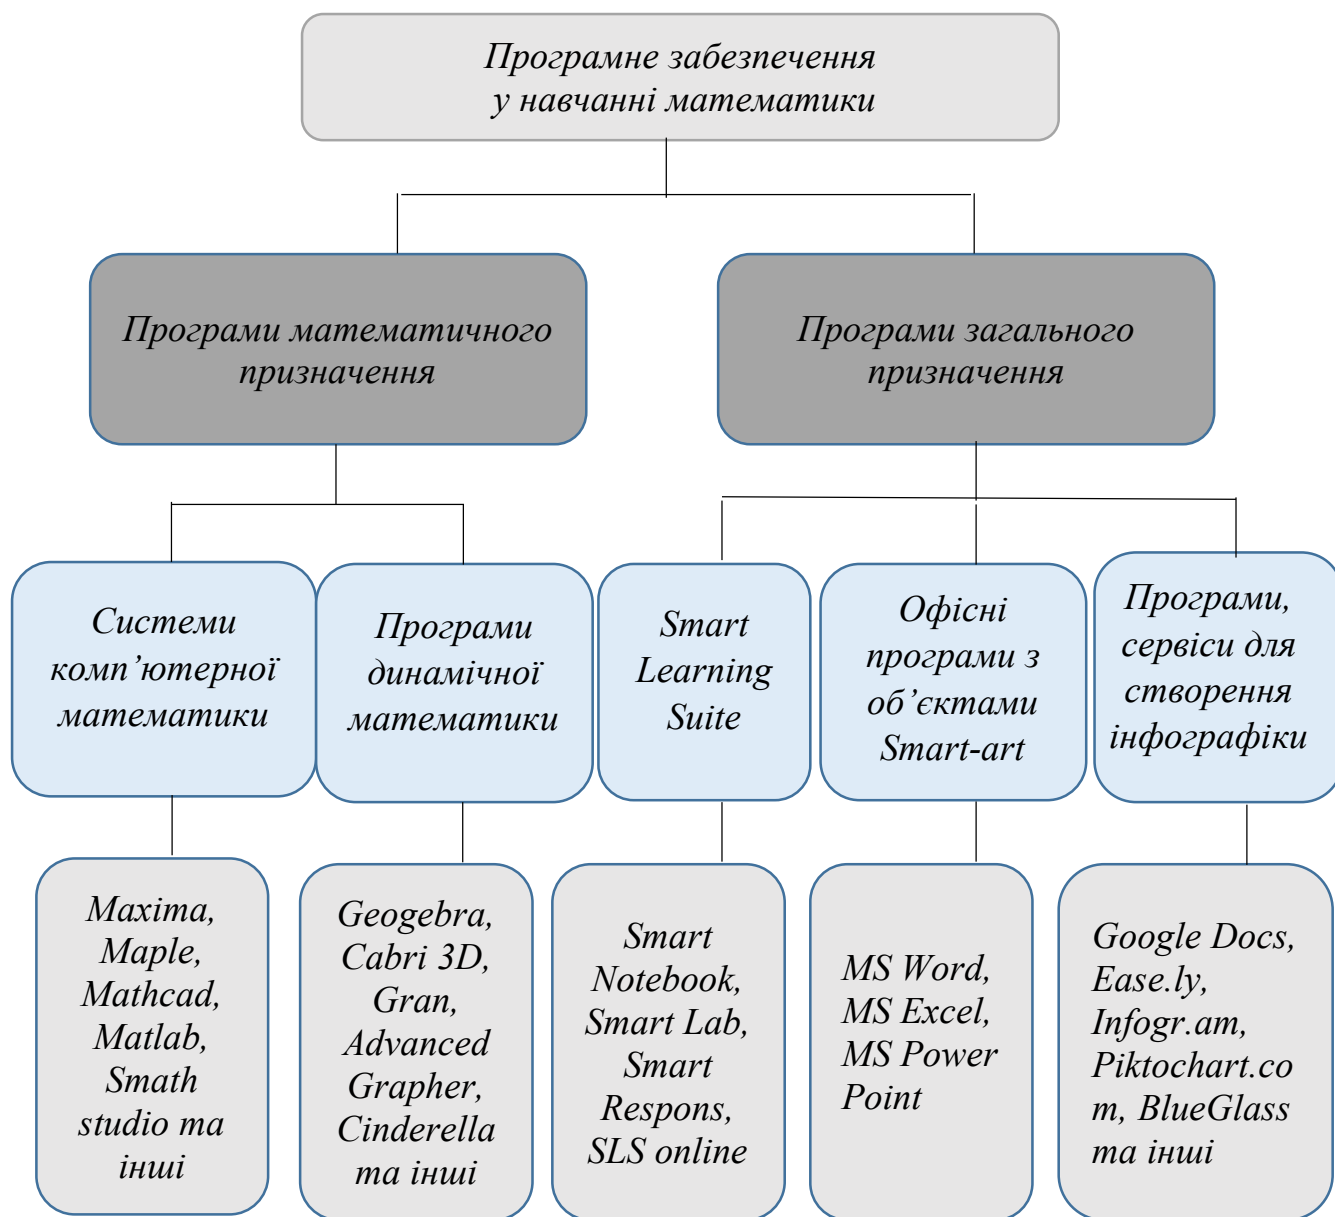 Програмне забезпечення
у навчанні математики
Програми математичного
призначення
Програми загального
призначення
Системи
комп’ютерної
математики
Програми
динамічної
математики
Smart
Learning
Suite
Офісні
програми з
об’єктами
Smart-art
Програми,
сервіси для
створення
інфографіки
Maxima,
Maple,
Mathcad,
Matlab,
Smath
studio та
інші
Geogebra,
Cabri 3D,
Gran,
Advanced
Grapher,
Cinderella
та інші
Smart
Notebook,
Smart Lab,
Smart
Respons,
SLS online
MS Word,
MS Excel,
MS Power
Point
Google Docs,
Ease.ly,
Infogr.am,
Piktochart.co
m, BlueGlass
та інші